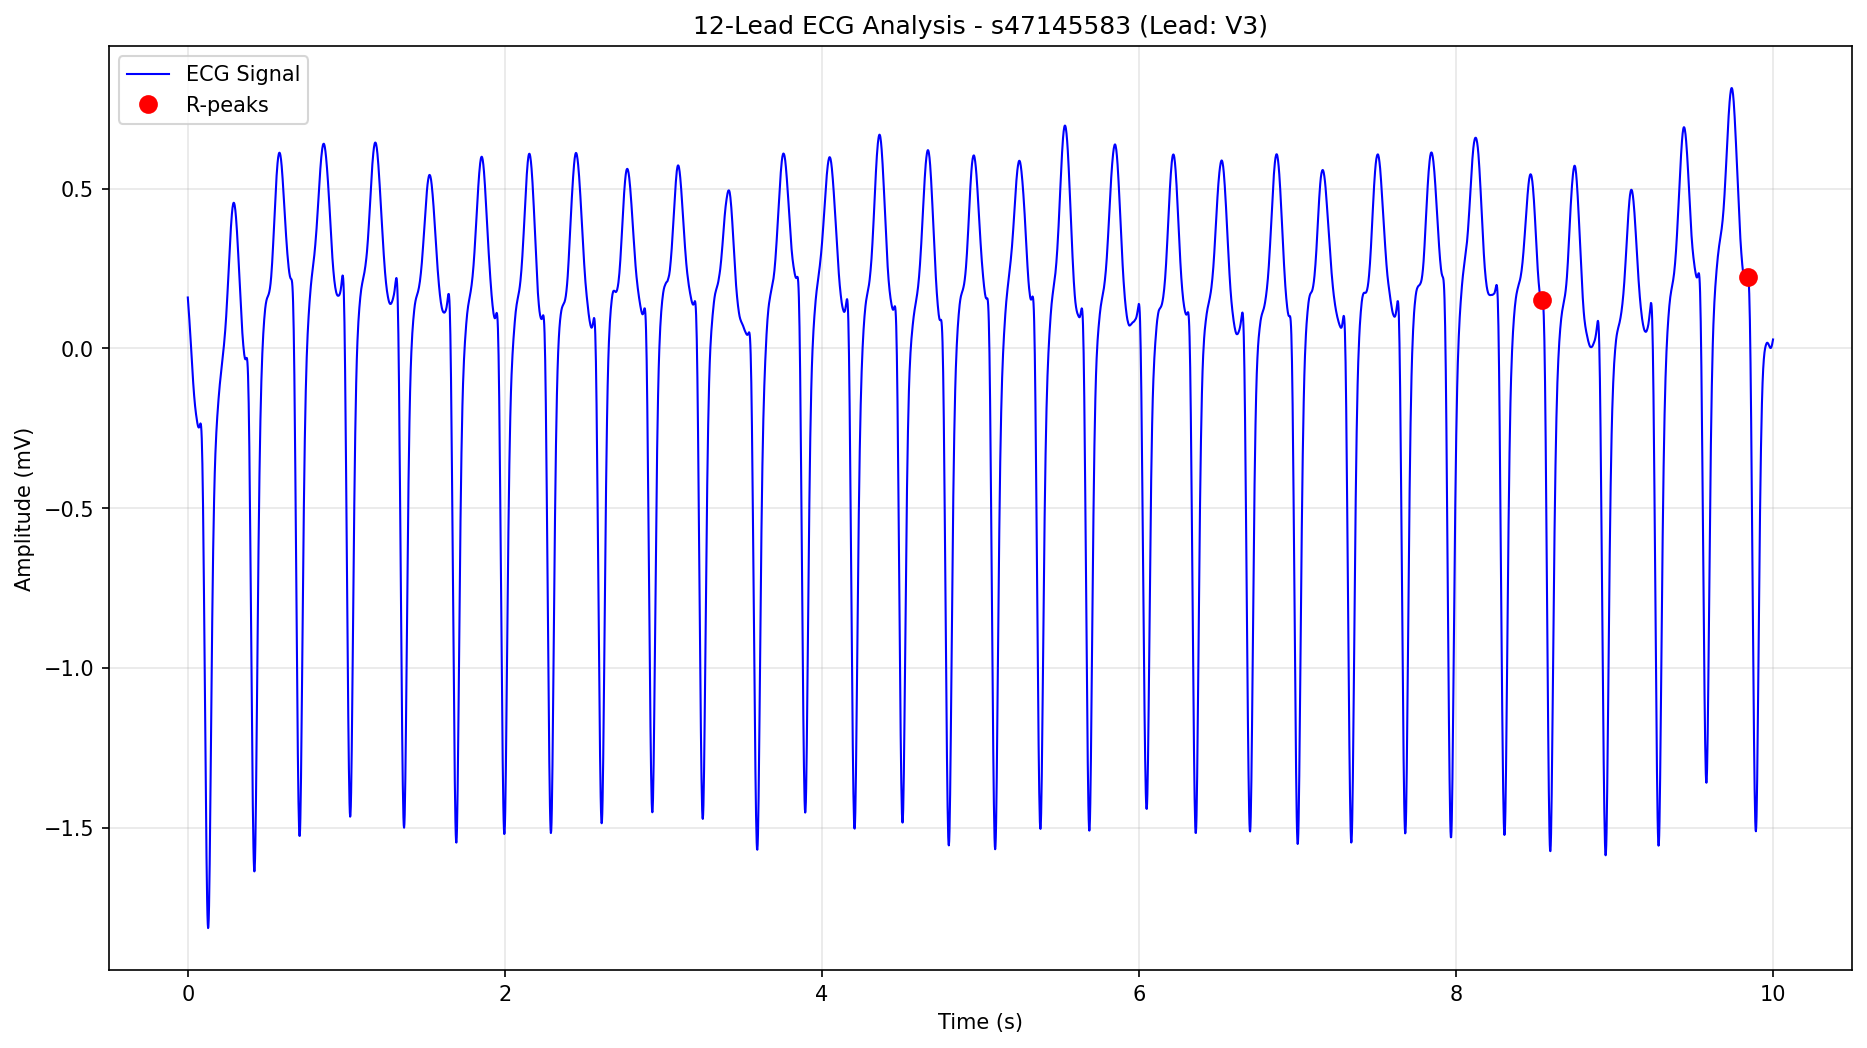 12-Lead ECG Analysis - s47145583 (Lead: V3)
ECG Signal
R-peaks
Amplitude (mV)
0.5
0.0
−0.5
−1.0
−1.5
0 2 4 6 8 10
Time (s)